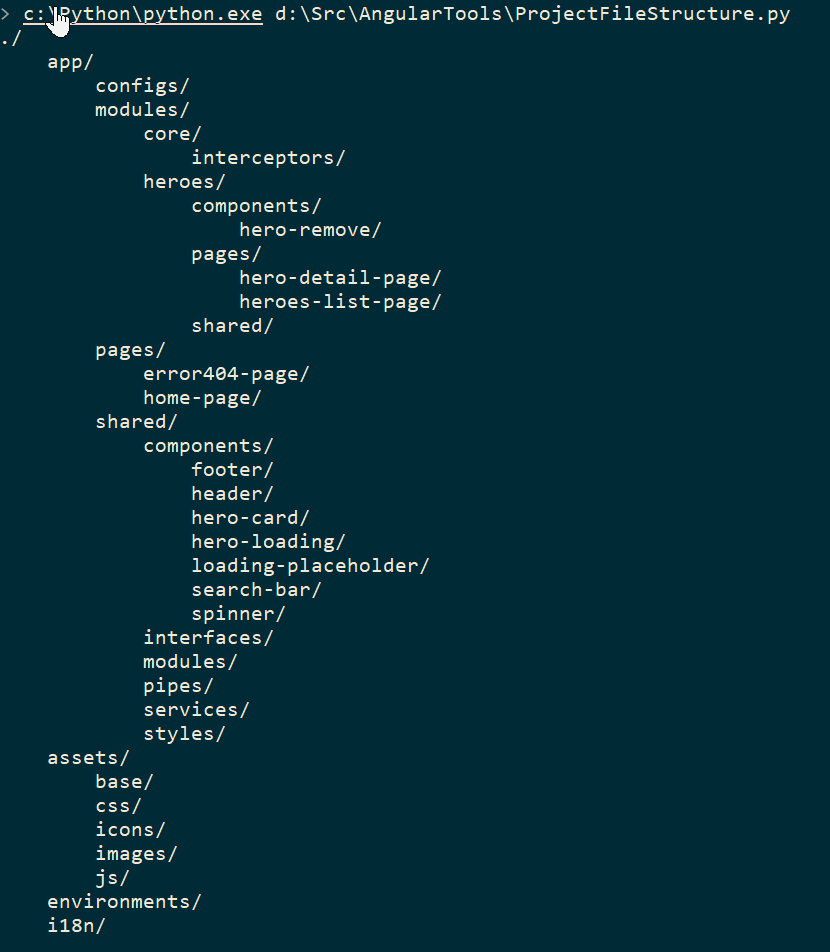 > c:\Python\python.exe d:\Src\AngularTools\ProjectFileStructure.py
./
    app/
        configs/
        modules/
            core/
                interceptors/
            heroes/
                components/
                    hero-remove/
                pages/
                    hero-detail-page/
                    heroes-list-page/
                shared/
        pages/
            error404-page/
            home-page/
        shared/
            components/
                footer/
                header/
                hero-card/
                hero-loading/
                loading-placeholder/
                search-bar/
                spinner/
            interfaces/
            modules/
            pipes/
            services/
            styles/
    assets/
        base/
        css/
        icons/
        images/
        js/
    environments/
    i18n/